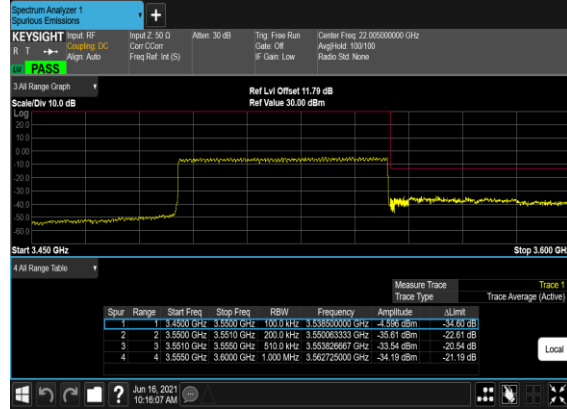 Spectrum Analyzer 1
Spurious Emissions
+
KEYSIGHT Input: RF Input Z: 50 Ω Atten: 30 dB Trig: Free Run Center Freq: 22.005000000 GHz
R T Coupling: DC Corr CCorr Gate: Off Avg|Hold: 100/100
Align: Auto Freq Ref: Int (S) IF Gain: Low Radio Std: None
PASS
3 All Range Graph
Ref Lvl Offset 11.79 dB
Scale/Div 10.0 dB Ref Value 30.00 dBm
Log
20.0
10.0
0.00
-10.0
-20.0
-30.0
-40.0
-50.0
-60.0
Start 3.450 GHz Stop 3.600 GHz
4 All Range Table
Measure Trace Trace 1
Trace Type Trace Average (Active)
Spur Range Start Freq Stop Freq RBW Frequency Amplitude ΔLimit
1 1 3.4500 GHz 3.5500 GHz 100.0 kHz 3.538500000 GHz -4.596 dBm -34.60 dB
2 2 3.5500 GHz 3.5510 GHz 200.0 kHz 3.550063333 GHz -35.61 dBm -22.61 dB
3 3 3.5510 GHz 3.5550 GHz 510.0 kHz 3.553826667 GHz -33.54 dBm -20.54 dB
4 4 3.5550 GHz 3.6000 GHz 1.000 MHz 3.562725000 GHz -34.19 dBm -21.19 dB
Local
? Jun 16, 2021
10:16:07 AM